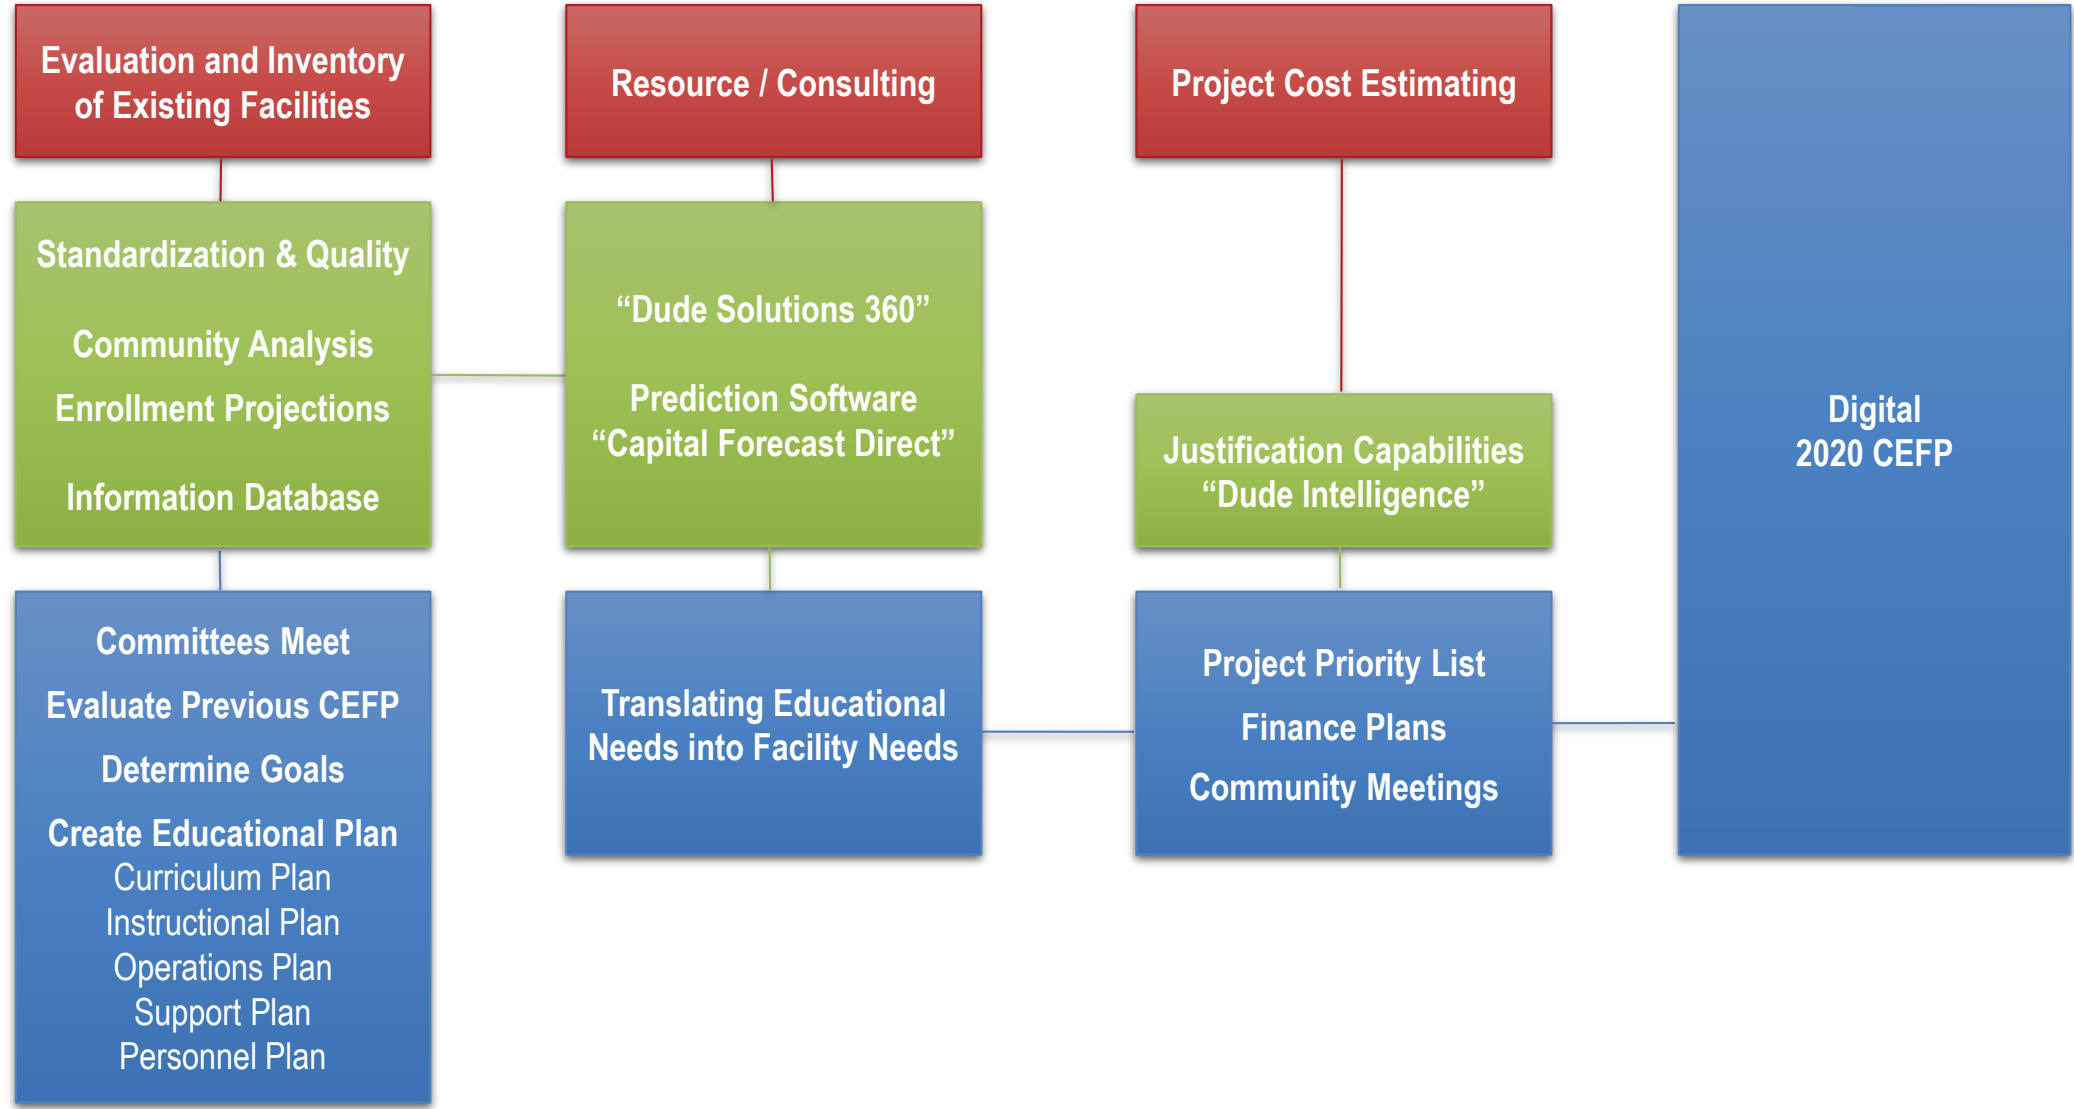 Evaluation and Inventory
of Existing Facilities
Resource / Consulting
Project Cost Estimating
Standardization & Quality
Community Analysis
Enrollment Projections
Information Database
“Dude Solutions 360”
Prediction Software
“Capital Forecast Direct”
Justification Capabilities
“Dude Intelligence”
Digital
2020 CEFP
Committees Meet
Evaluate Previous CEFP
Determine Goals
Create Educational Plan
Curriculum Plan
Instructional Plan
Operations Plan
Support Plan
Personnel Plan
Translating Educational
Needs into Facility Needs
Project Priority List
Finance Plans
Community Meetings